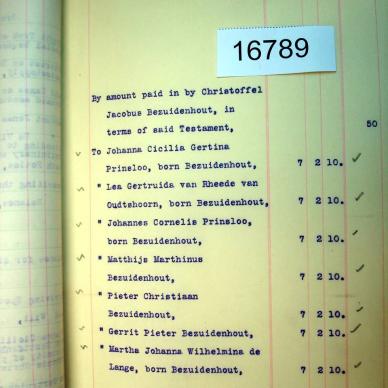 16789
By amount paid in by Christoffel
Jacobus Bezuidenhout, in
terms of said Testament, 50
To Johanna Cicilia Gertina
Prinsloo, born Bezuidenhout, 7 2 10.
" Lea Gertruida van Rheede van
Oudtshoorn, born Bezuidenhout, 7 2 10.
" Johannes Cornelis Prinsloo,
born Bezuidenhout, 7 2 10.
" Matthijs Marthinus
Bezuidenhout, 7 2 10.
" Pieter Christiaan
Bezuidenhout, 7 2 10.
" Gerrit Pieter Bezuidenhout, 7 2 10.
" Martha Johanna Wilhelmina de
Lange, born Bezuidenhout, 7 2 10.